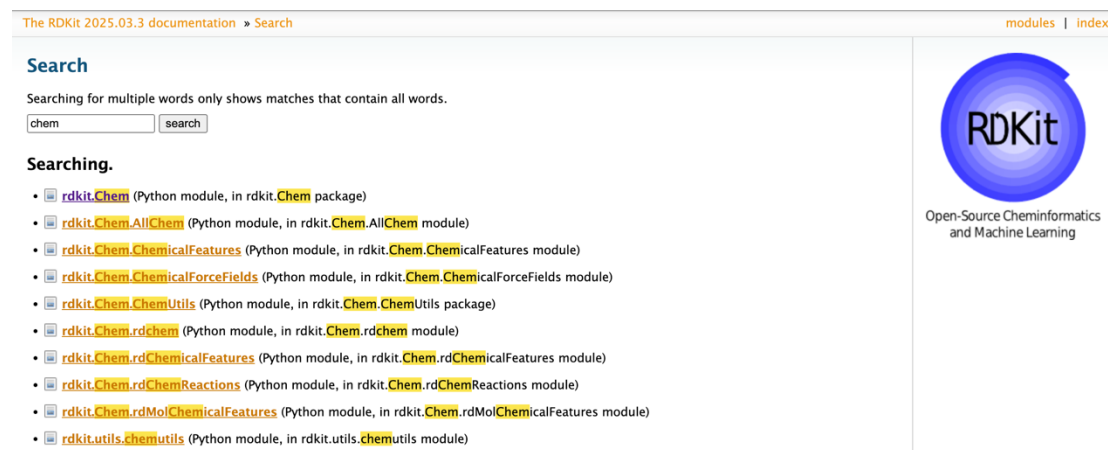 The RDKit 2025.03.3 documentation » Search
modules | index
Search
Searching for multiple words only shows matches that contain all words.
chem search
Searching.
• rdkit.Chem (Python module, in rdkit.Chem package)
• rdkit.Chem.AllChem (Python module, in rdkit.Chem.AllChem module)
• rdkit.Chem.ChemicalFeatures (Python module, in rdkit.Chem.ChemicalFeatures module)
• rdkit.Chem.ChemicalForceFields (Python module, in rdkit.Chem.ChemicalForceFields module)
• rdkit.Chem.ChemUtils (Python module, in rdkit.Chem.ChemUtils package)
• rdkit.Chem.rdchem (Python module, in rdkit.Chem.rdchem module)
• rdkit.Chem.rdChemicalFeatures (Python module, in rdkit.Chem.rdChemicalFeatures module)
• rdkit.Chem.rdChemReactions (Python module, in rdkit.Chem.rdChemReactions module)
• rdkit.Chem.rdMolChemicalFeatures (Python module, in rdkit.Chem.rdMolChemicalFeatures module)
• rdkit.utils.chemutils (Python module, in rdkit.utils.chemutils module)
RDKit
Open-Source Cheminformatics
and Machine Learning